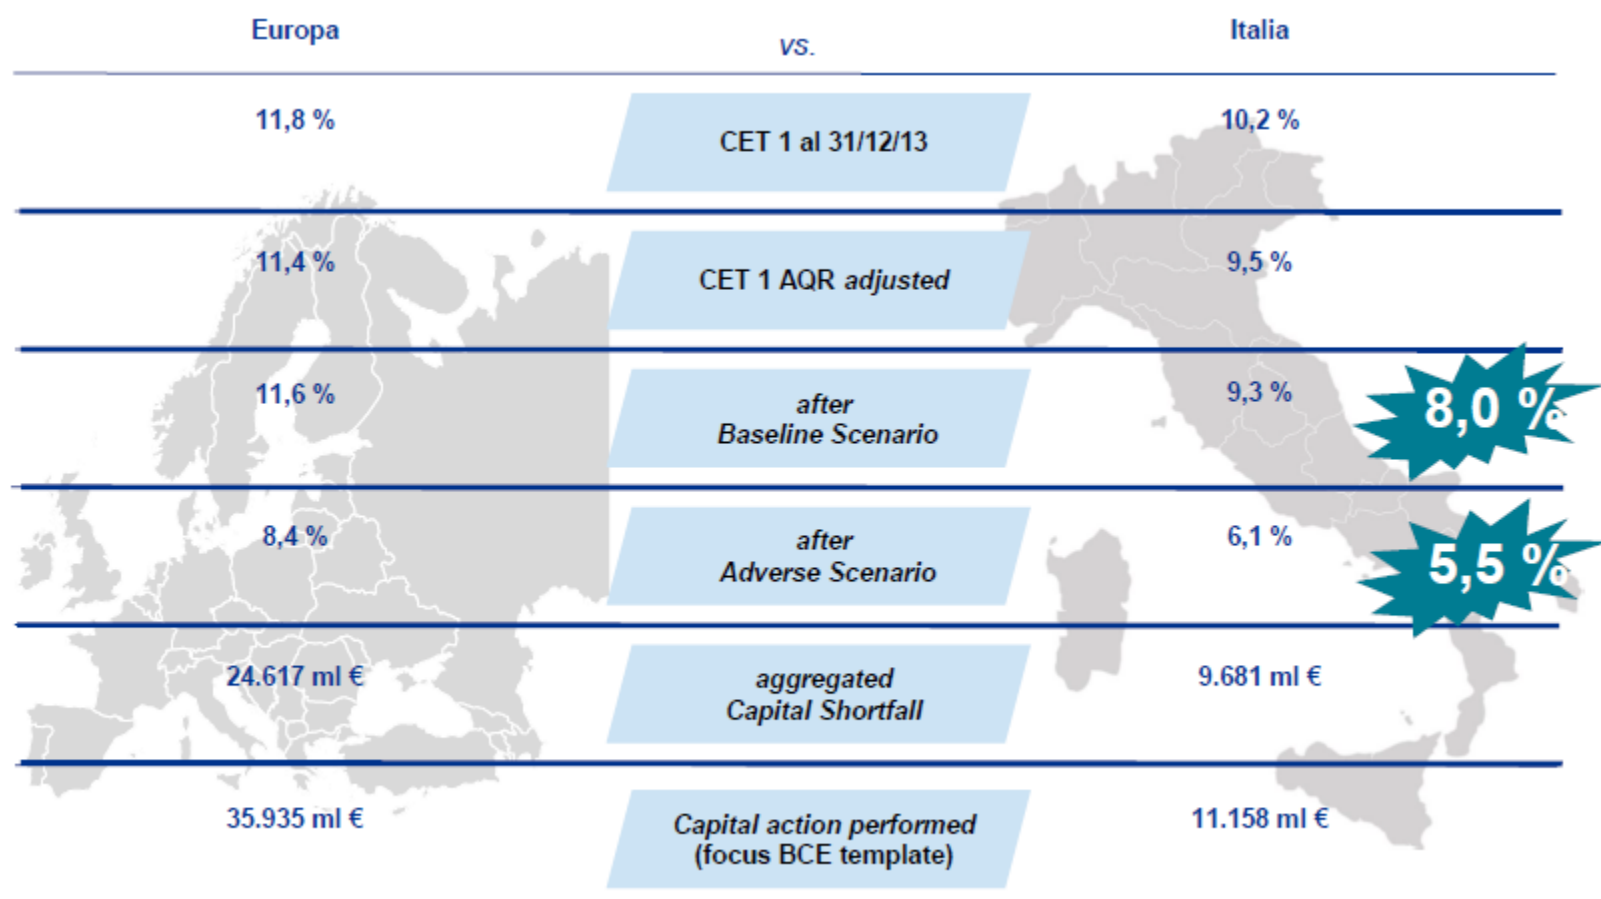 Europa
vs.
Italia
11,8 %
CET 1 al 31/12/13
10,2 %
11,4 %
CET 1 AQR adjusted
9,5 %
11,6 %
after
Baseline Scenario
9,3 %
8,0 %
8,4 %
after
Adverse Scenario
6,1 %
5,5 %
24.617 ml €
aggregated
Capital Shortfall
9.681 ml €
35.935 ml €
Capital action performed
(focus BCE template)
11.158 ml €